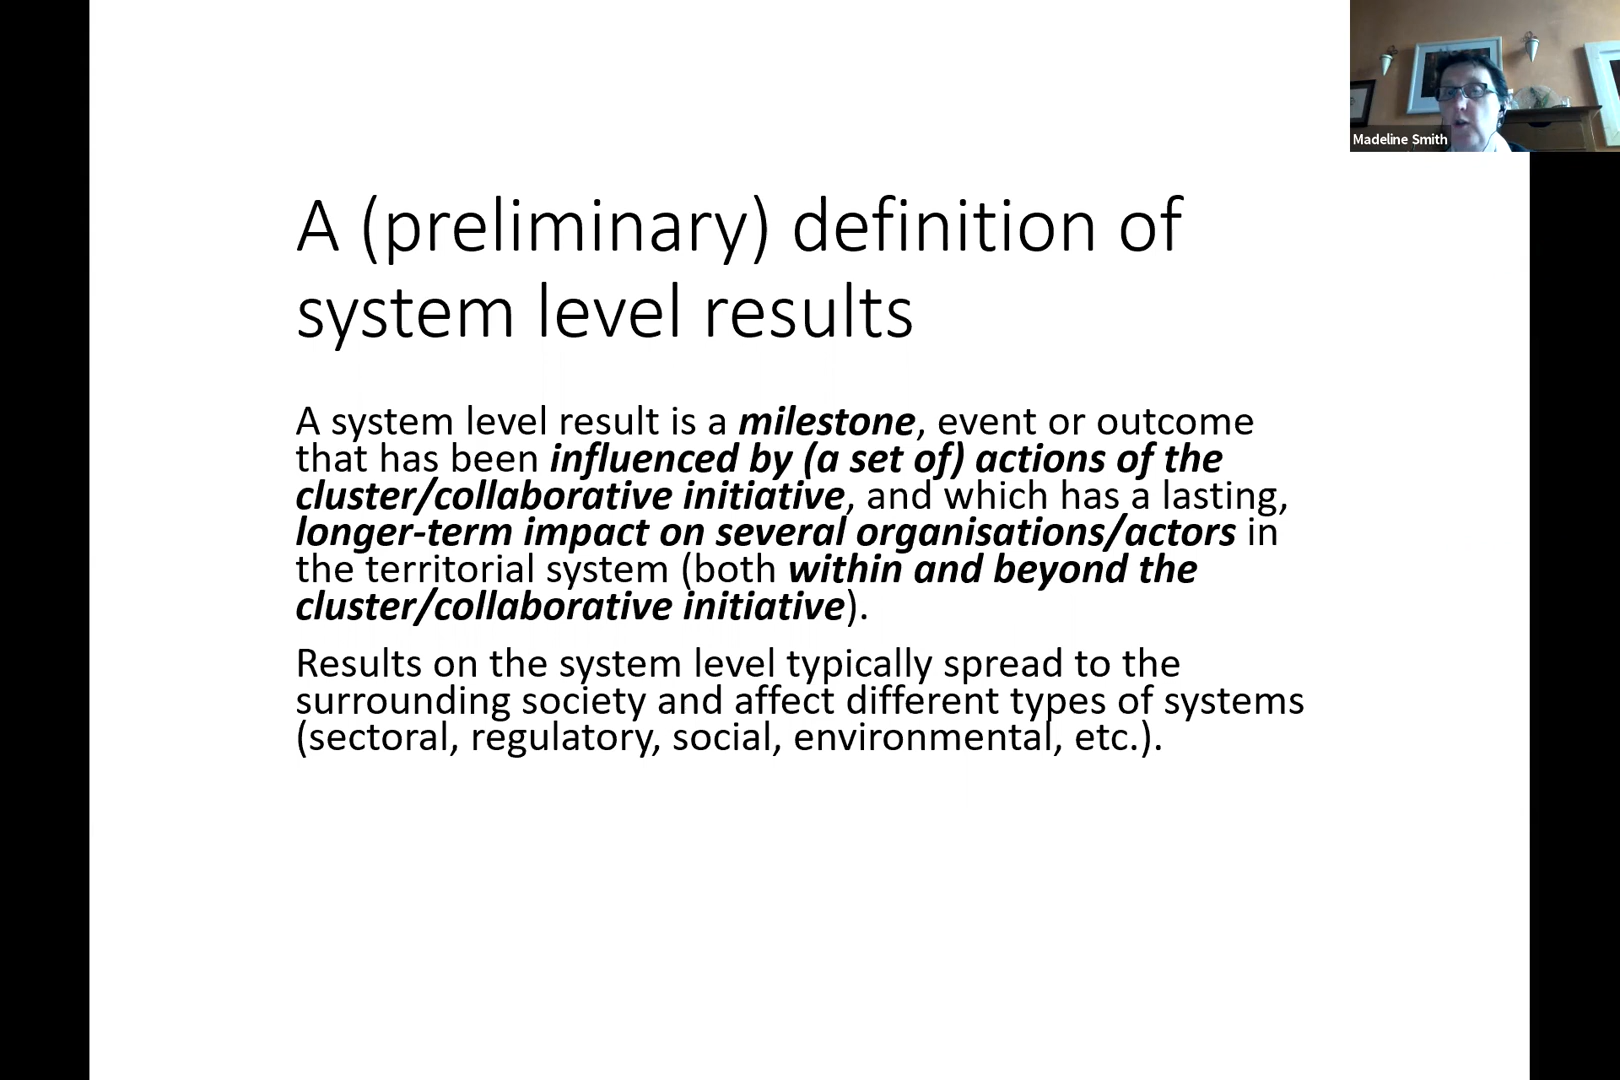 Madeline Smith
A (preliminary) definition of
system level results
A system level result is a milestone, event or outcome
that has been influenced by (a set of) actions of the
cluster/collaborative initiative, and which has a lasting,
longer-term impact on several organisations/actors in
the territorial system (both within and beyond the
cluster/collaborative initiative).
Results on the system level typically spread to the
surrounding society and affect different types of systems
(sectoral, regulatory, social, environmental, etc.).